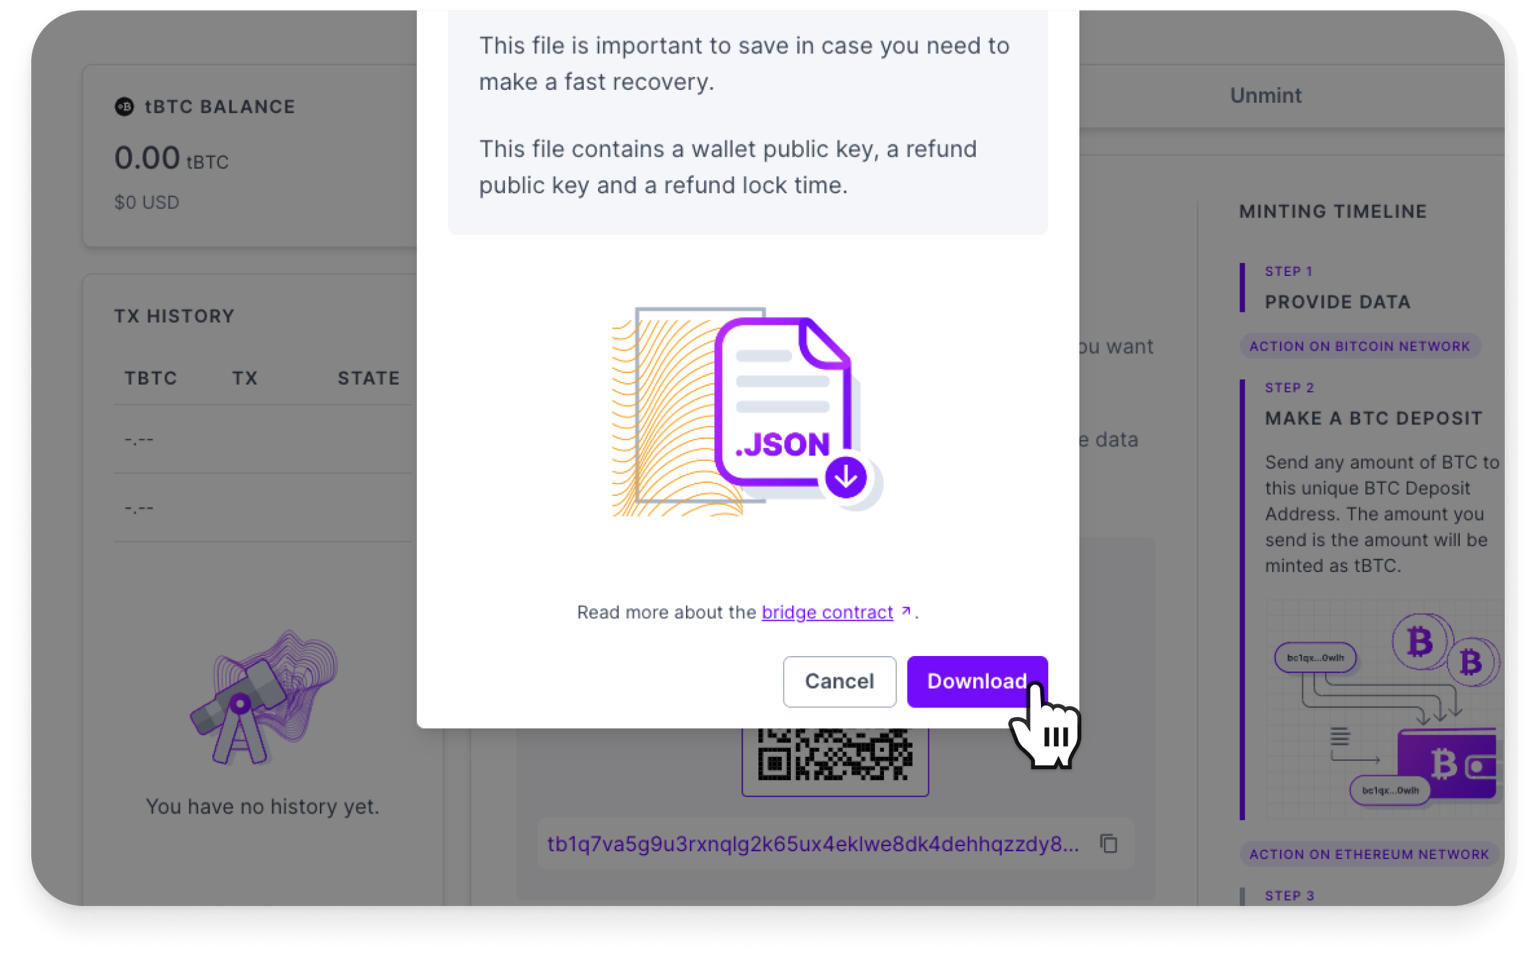 This file is important to save in case you need to
make a fast recovery.
This file contains a wallet public key, a refund
public key and a refund lock time.
.JSON
Read more about the bridge contract ↗.
Cancel
Download
tBTC BALANCE
0.00 tBTC
$0 USD
TX HISTORY
TBTC TX STATE
-.--
-.--
You have no history yet.
ou want
e data
tb1q7va5g9u3rxnqlg2k65ux4eklwe8dk4dehhqzzdy8...
Unmint
MINTING TIMELINE
STEP 1
PROVIDE DATA
ACTION ON BITCOIN NETWORK
STEP 2
MAKE A BTC DEPOSIT
Send any amount of BTC to
this unique BTC Deposit
Address. The amount you
send is the amount will be
minted as tBTC.
bc1qx...0wlh
bc1qx...0wlh
ACTION ON ETHEREUM NETWORK
STEP 3